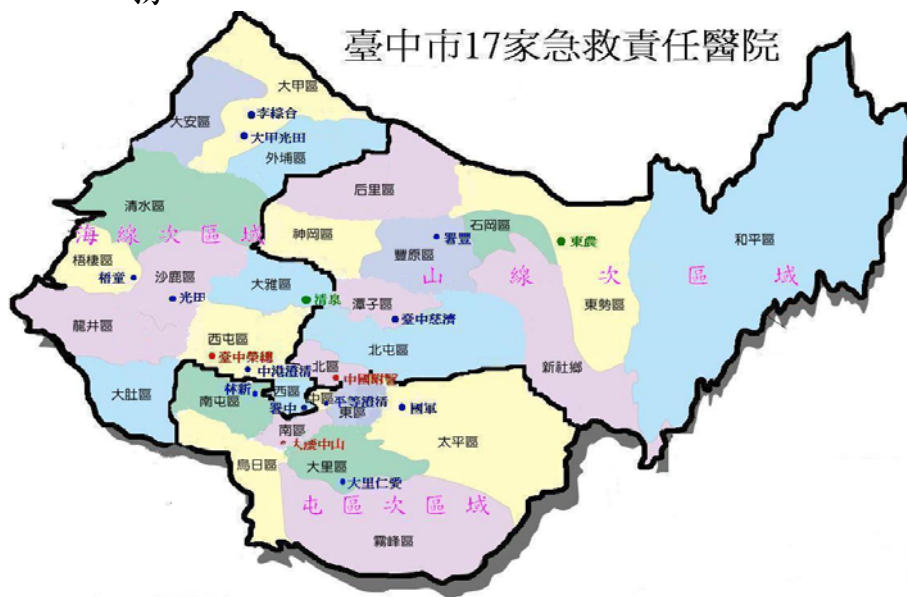 臺中市17家急救責任醫院
大甲區
李綜合
大安區
大甲光田
外埔區
后里區
清水區
海線次區域
神岡區
署豐
豐原區
石岡區
東農
和平區
梧棲區
梧童
沙鹿區
光田
大雅區
清泉
潭子區
山線次區域
東勢區
臺中慈濟
龍井區
西屯區
北屯區
臺中榮總
中港澄清
北區
中國附醫
新社鄉
大肚區
南屯區
林新
西區
署中
中區
平等澄清
東區
國軍
太平區
南區
大慶中山
烏日區
大里區
大里仁愛
屯區次區域
霧峰區